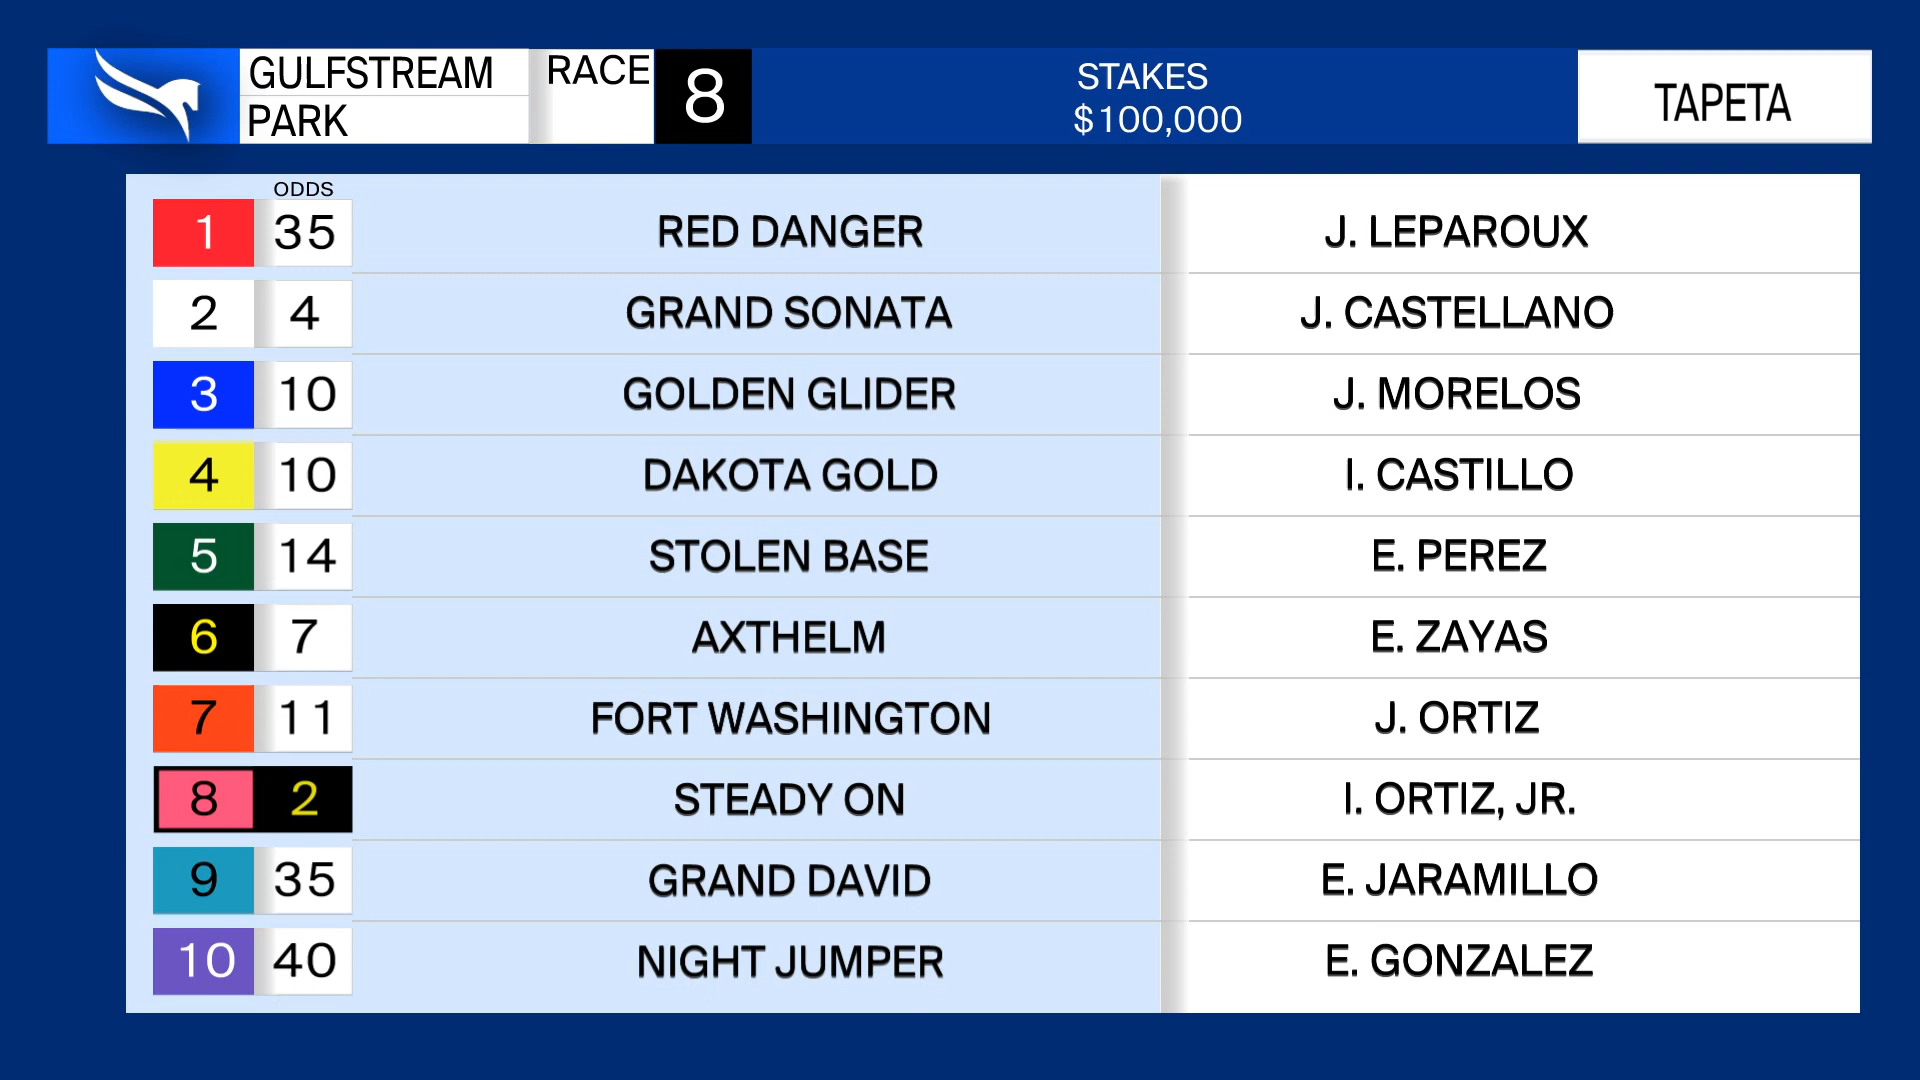 GULFSTREAM
PARK
RACE
8
STAKES
$100,000
TAPETA
ODDS
1 35 RED DANGER J. LEPAROUX
2 4 GRAND SONATA J. CASTELLANO
3 10 GOLDEN GLIDER J. MORELOS
4 10 DAKOTA GOLD I. CASTILLO
5 14 STOLEN BASE E. PEREZ
6 7 AXTHELM E. ZAYAS
7 11 FORT WASHINGTON J. ORTIZ
8 2 STEADY ON I. ORTIZ, JR.
9 35 GRAND DAVID E. JARAMILLO
10 40 NIGHT JUMPER E. GONZALEZ